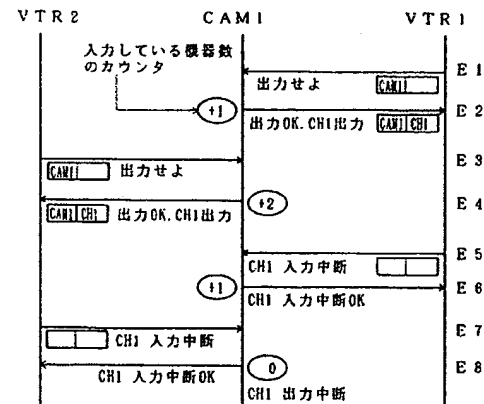 VTR2 CAM1 VTR1
入力している機器数
のカウンタ
E1
出力せよ CAM1
+1 E2
出力OK.CH1出力 CAM1 CH1
E3
CAM1 出力せよ
+2 E4
CAM1 CH1 出力OK.CH1出力
E5
CH1 入力中断
+1 E6
CH1 入力中断OK
E7
CH1 入力中断
0 E8
CH1 入力中断OK
CH1 出力中断